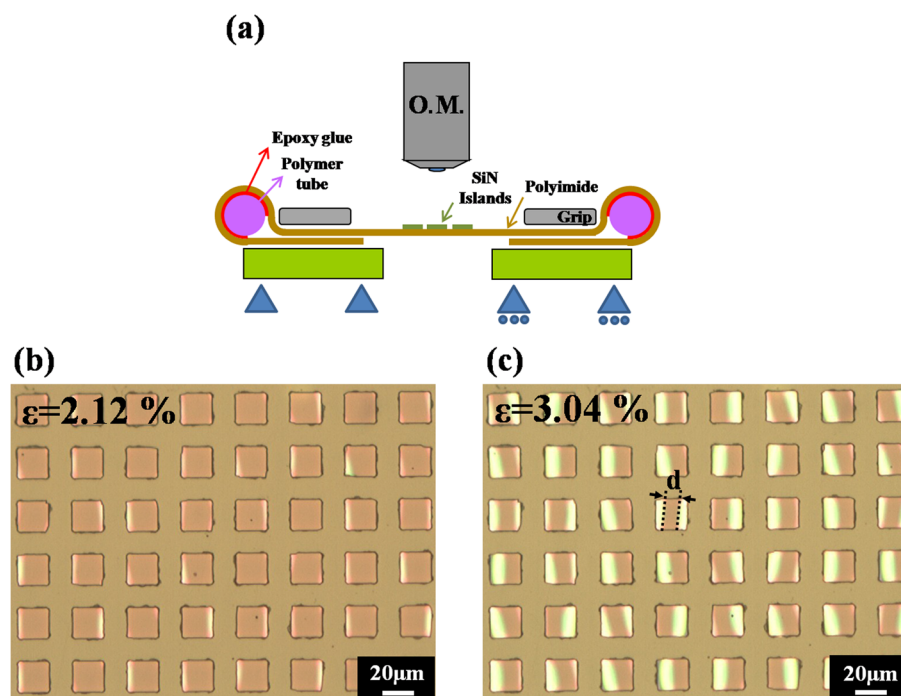 (a)
O.M.
Epoxy glue
Polymer
tube
SiN
Islands
Polyimide
Grip
(b)
(c)
ε=2.12 %
ε=3.04 %
d
20μm
20μm